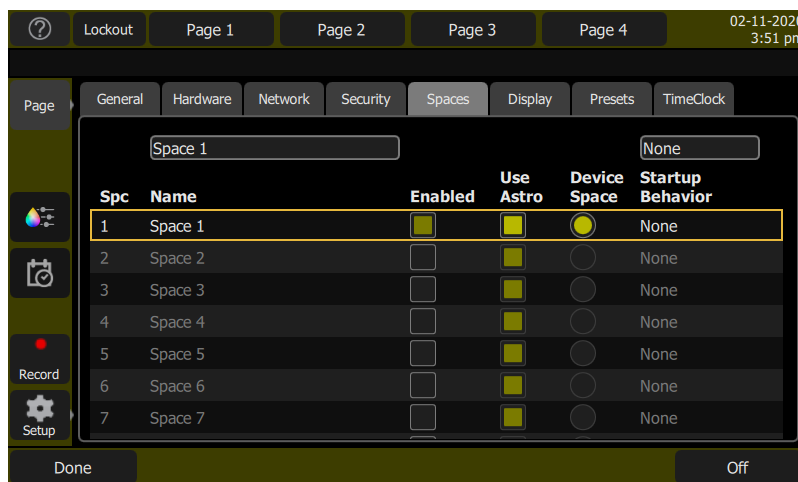 ? Lockout Page 1 Page 2 Page 3 Page 4 02-11-2020
3:51 pm
Page General Hardware Network Security Spaces Display Presets TimeClock
Space 1 None
Spc Name Enabled Use Astro Device Space Startup Behavior
1 Space 1 None
2 Space 2 None
3 Space 3 None
4 Space 4 None
5 Space 5 None
6 Space 6 None
7 Space 7 None
Record
Setup
Done Off